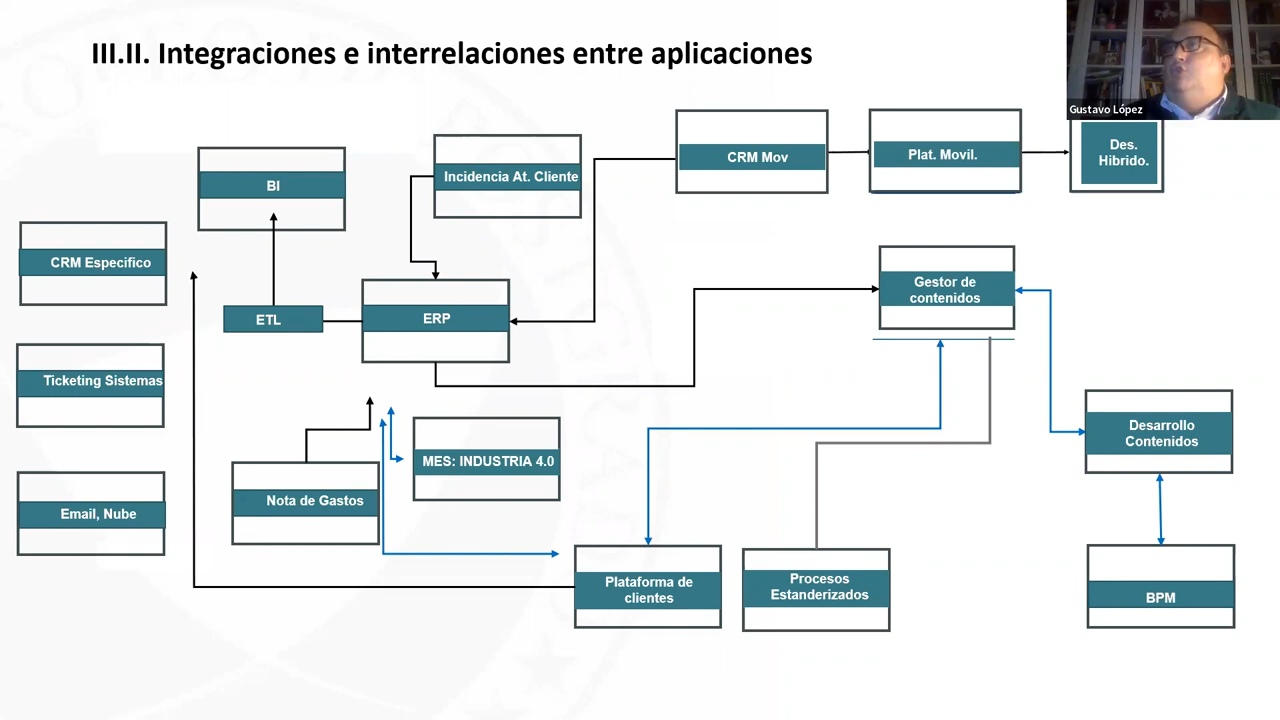 III.II. Integraciones e interrelaciones entre aplicaciones
Gustavo López
CRM Mov
Plat. Movil.
Des.
Hibrido.
BI
Incidencia At. Cliente
CRM Especifico
ETL
ERP
Gestor de
contenidos
Ticketing Sistemas
MES: INDUSTRIA 4.0
Desarrollo
Contenidos
Nota de Gastos
Email, Nube
Plataforma de
clientes
Procesos
Estanderizados
BPM